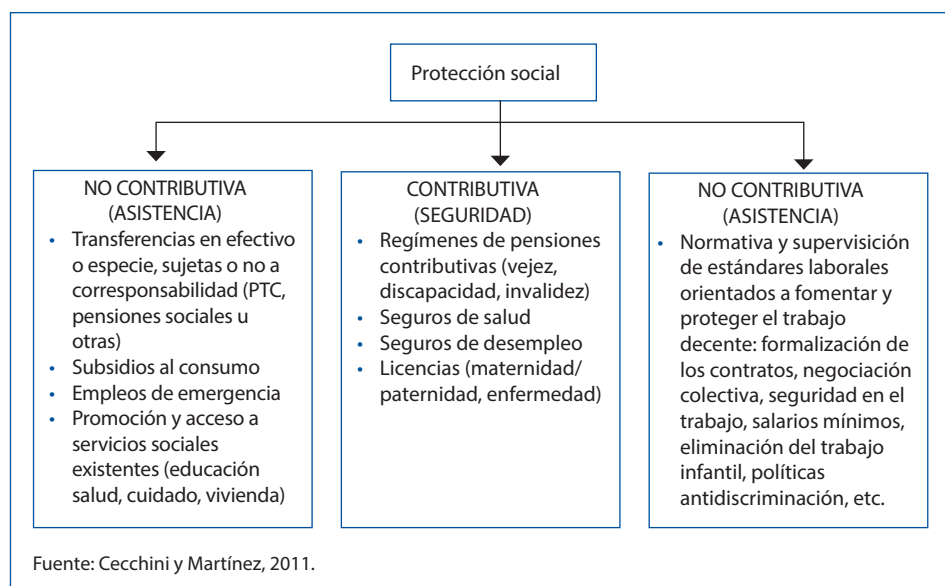 Protección social
NO CONTRIBUTIVA
(ASISTENCIA)
• Transferencias en efectivo
o especie, sujetas o no a
corresponsabilidad (PTC,
pensiones sociales u
otras)
• Subsidios al consumo
• Empleos de emergencia
• Promoción y acceso a
servicios sociales
existentes (educación
salud, cuidado, vivienda)
CONTRIBUTIVA
(SEGURIDAD)
• Regímenes de pensiones
contributivas (vejez,
discapacidad, invalidez)
• Seguros de salud
• Seguros de desempleo
• Licencias (maternidad/
paternidad, enfermedad)
NO CONTRIBUTIVA
(ASISTENCIA)
• Normativa y supervisición
de estándares laborales
orientados a fomentar y
proteger el trabajo
decente: formalización de
los contratos, negociación
colectiva, seguridad en el
trabajo, salarios mínimos,
eliminación del trabajo
infantil, políticas
antidiscriminación, etc.
Fuente: Cecchini y Martínez, 2011.